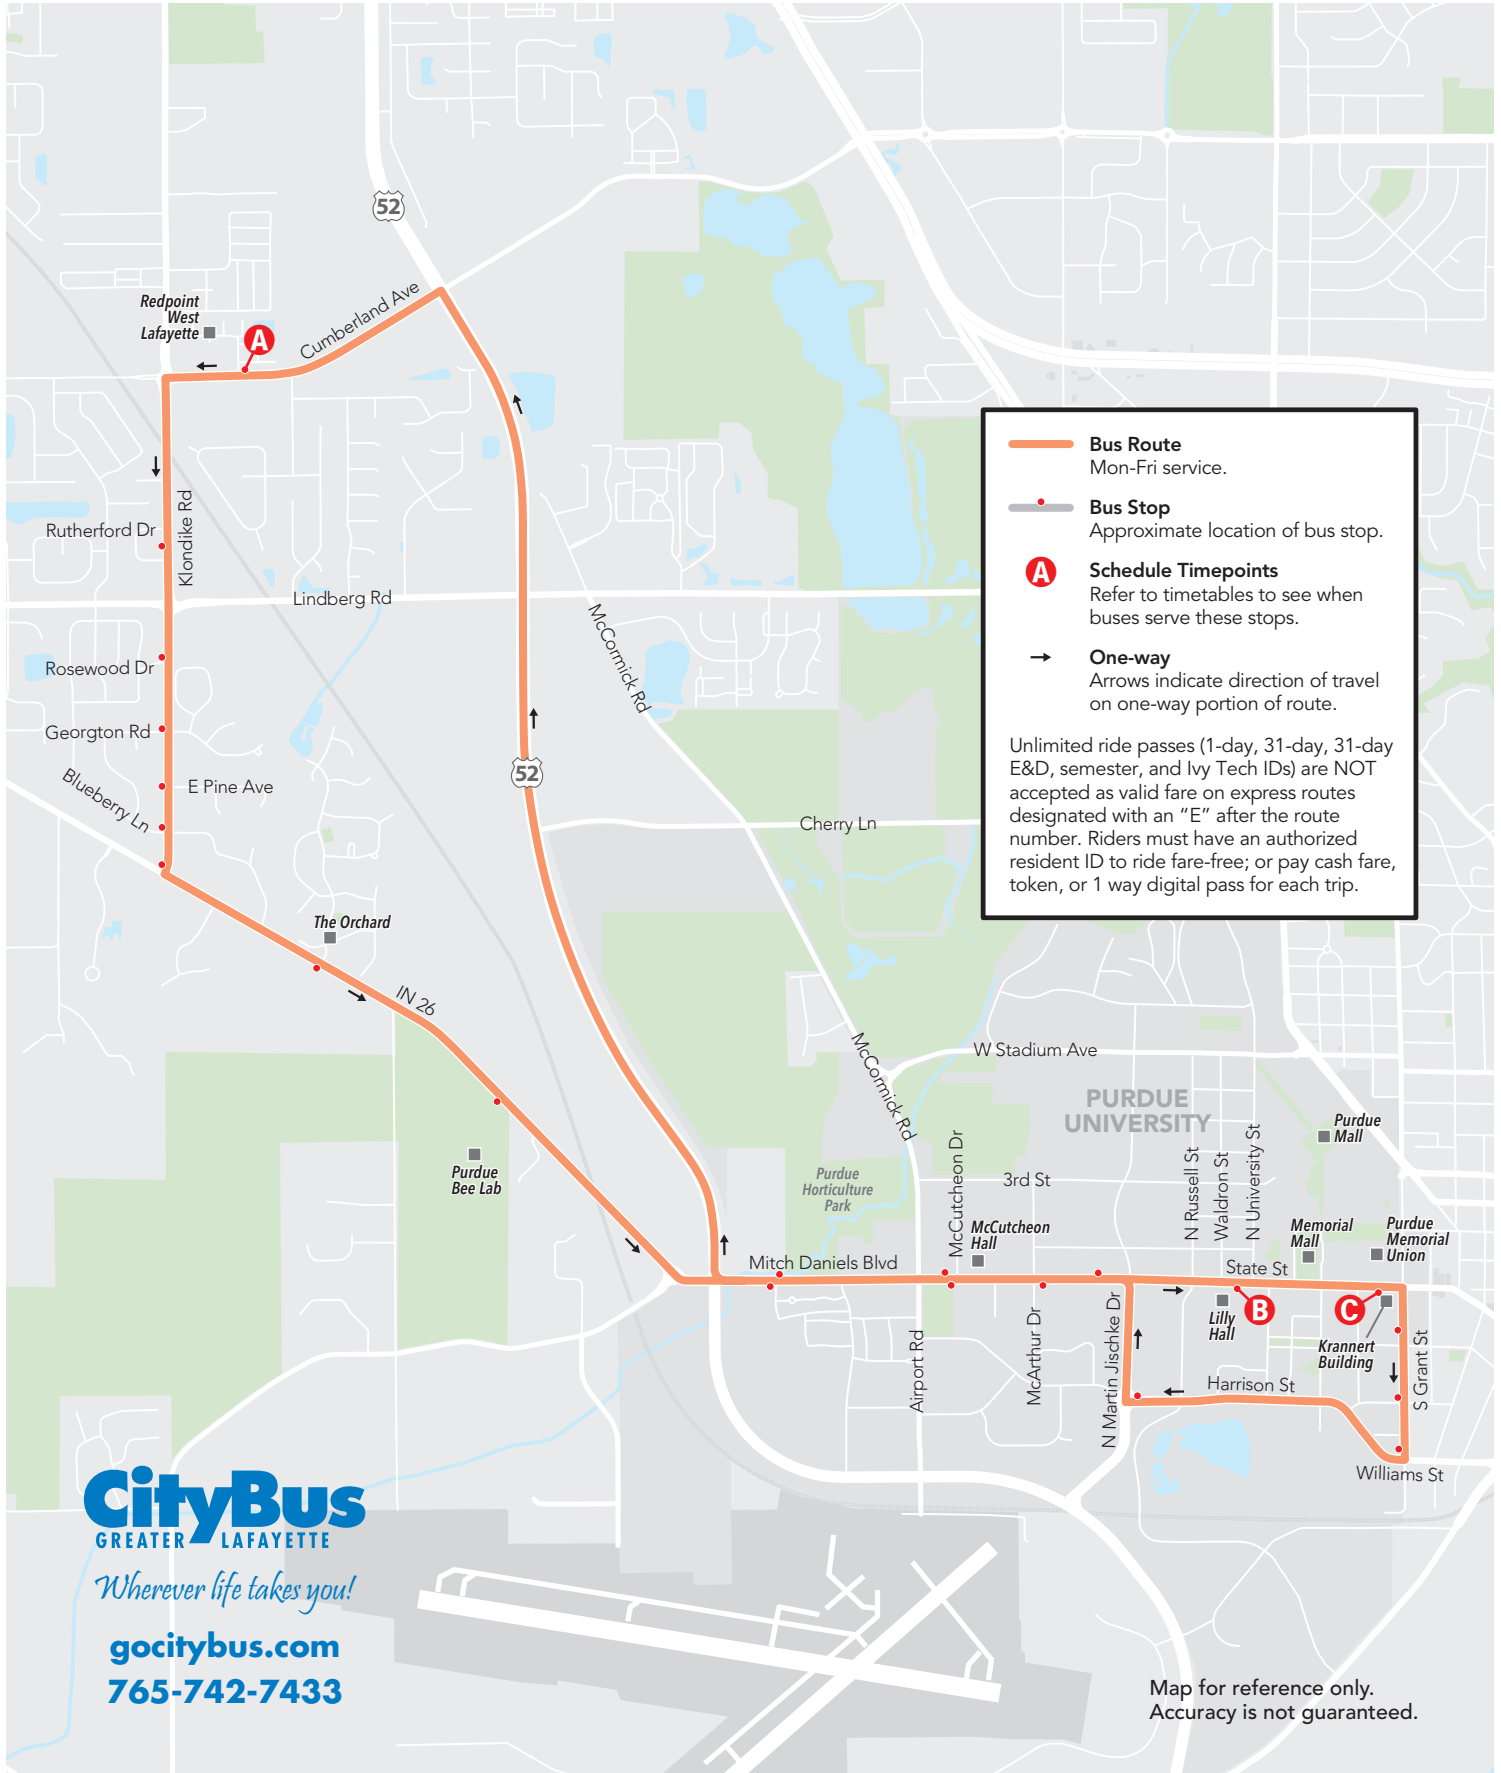 52
Redpoint
West
Lafayette
A
Cumberland Ave
Bus Route
Mon-Fri service.
Bus Stop
Approximate location of bus stop.
A
Schedule Timepoints
Refer to timetables to see when
buses serve these stops.
One-way
Arrows indicate direction of travel
on one-way portion of route.
Unlimited ride passes (1-day, 31-day, 31-day
E&D, semester, and Ivy Tech IDs) are NOT
accepted as valid fare on express routes
designated with an “E” after the route
number. Riders must have an authorized
resident ID to ride fare-free; or pay cash fare,
token, or 1 way digital pass for each trip.
Rutherford Dr
Klondike Rd
Lindberg Rd
McCormick Rd
Rosewood Dr
Georgton Rd
Blueberry Ln
E Pine Ave
52
Cherry Ln
The Orchard
IN 26
McCormick Rd
W Stadium Ave
PURDUE
UNIVERSITY
Purdue
Mall
Purdue
Bee Lab
Purdue
Horticulture
Park
McCutcheon Dr
3rd St
N Russell St
Waldron St
N University St
McCutcheon
Hall
Memorial
Mall
Purdue
Memorial
Union
Mitch Daniels Blvd
State St
Lilly
Hall
B
C
Krannert
Building
Airport Rd
McArthur Dr
N Martin Jischke Dr
Harrison St
S Grant St
Williams St
CityBus
GREATER LAFAYETTE
Wherever life takes you!
gocitybus.com
765-742-7433
Map for reference only.
Accuracy is not guaranteed.